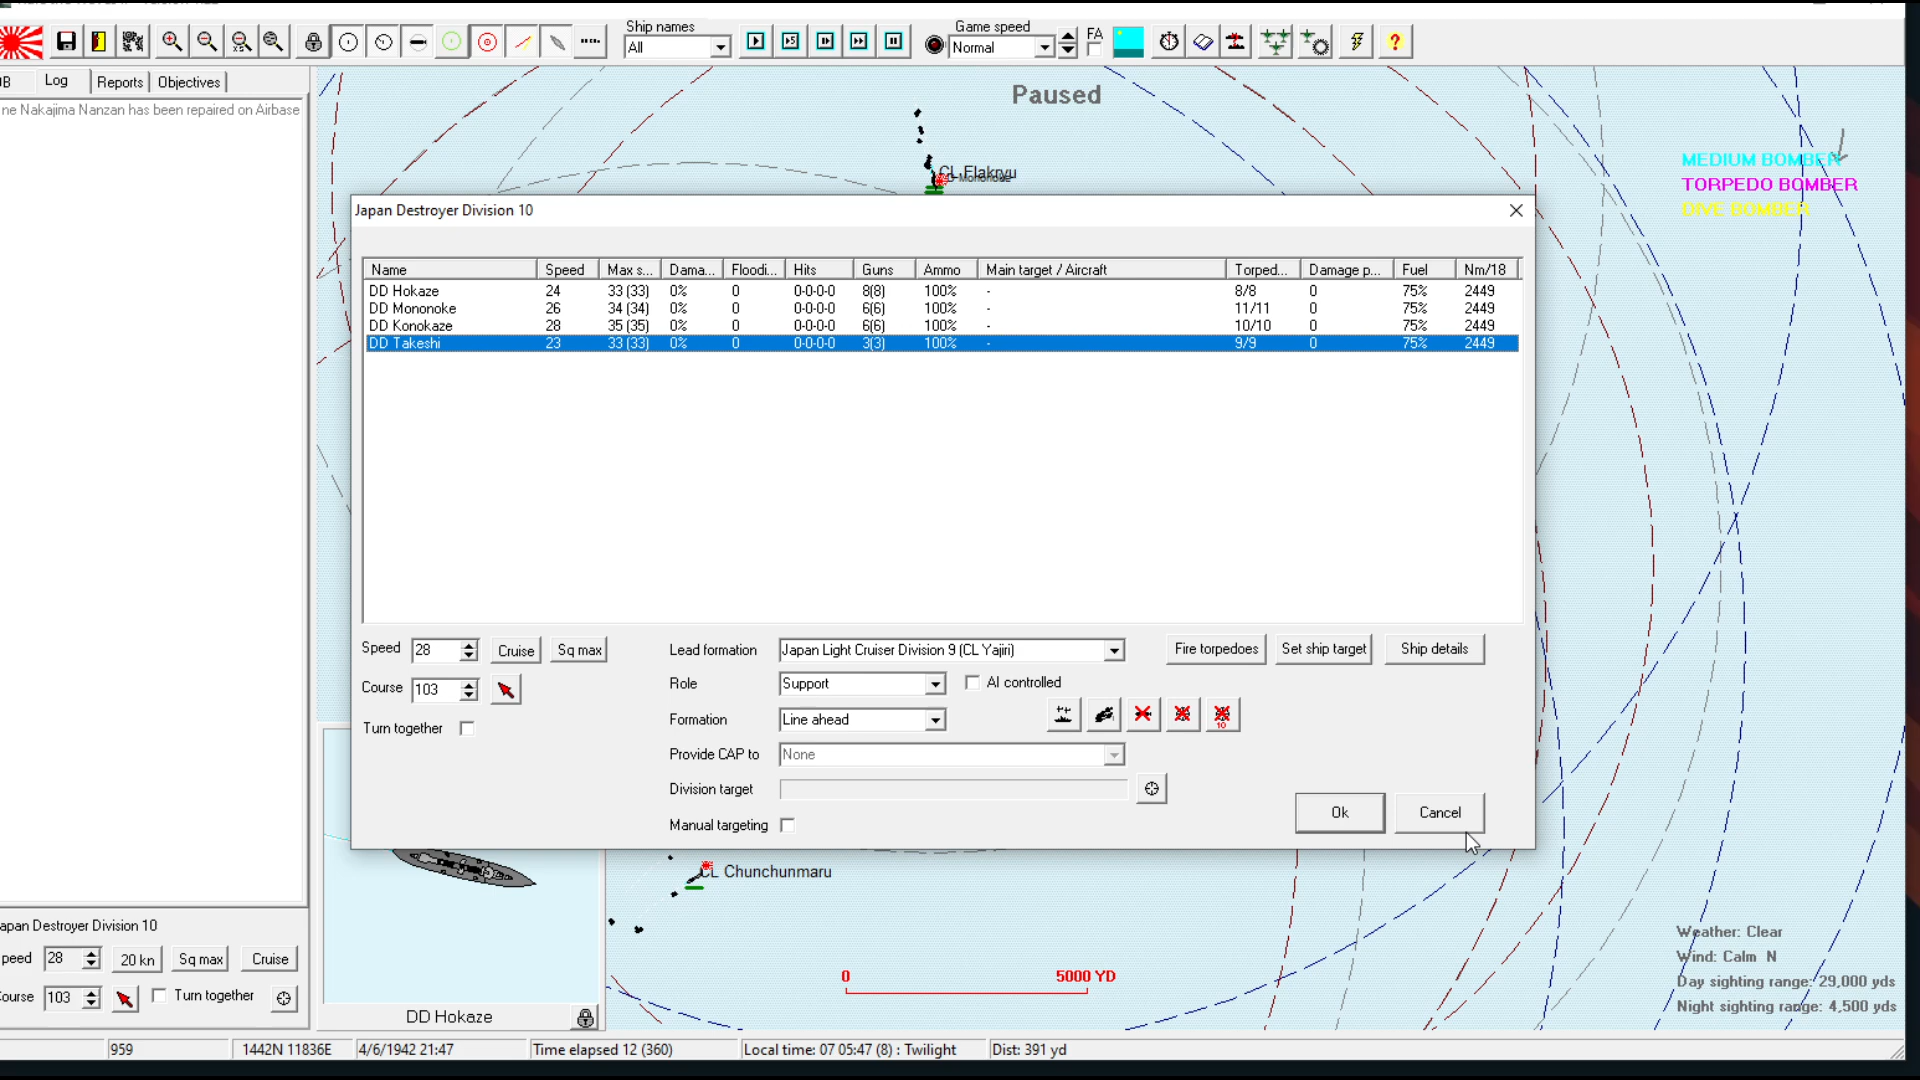 Ship names
All
Game speed
Normal
FA
Log
Reports
Objectives
ne Nakajima Nanzan has been repaired on Airbase
Paused
CL Flakryu
MEDIUM BOMBER
TORPEDO BOMBER
DIVE BOMBER
Japan Destroyer Division 10
Name Speed Max s... Dama... Floodi... Hits Guns Ammo Main target / Aircraft Torped... Damage p... Fuel Nm/18
DD Hokaze 24 33 (33) 0% 0 0-0-0-0 8(8) 100% - 8/8 0 75% 2449
DD Mononoke 26 34 (34) 0% 0 0-0-0-0 6(6) 100% - 11/11 0 75% 2449
DD Konokaze 28 35 (35) 0% 0 0-0-0-0 6(6) 100% - 10/10 0 75% 2449
DD Takeshi 23 33 (33) 0% 0 0-0-0-0 3(3) 100% - 9/9 0 75% 2449
Speed 28 Cruise Sq max
Course 103
Turn together
Lead formation Japan Light Cruiser Division 9 (CL Yajiri)
Role Support AI controlled
Formation Line ahead
10
Provide CAP to None
Division target
Manual targeting
Fire torpedoes Set ship target Ship details
Ok Cancel
CL Chunchunmaru
0 5000 YD
Weather: Clear
Wind: Calm N
Day sighting range: 29,000 yds
Night sighting range: 4,500 yds
apan Destroyer Division 10
peed 28 20 kn Sq max Cruise
ourse 103 Turn together
DD Hokaze
959 1442N 11836E 4/6/1942 21:47 Time elapsed 12 (360) Local time: 07 05:47 (8) : Twilight Dist: 391 yd